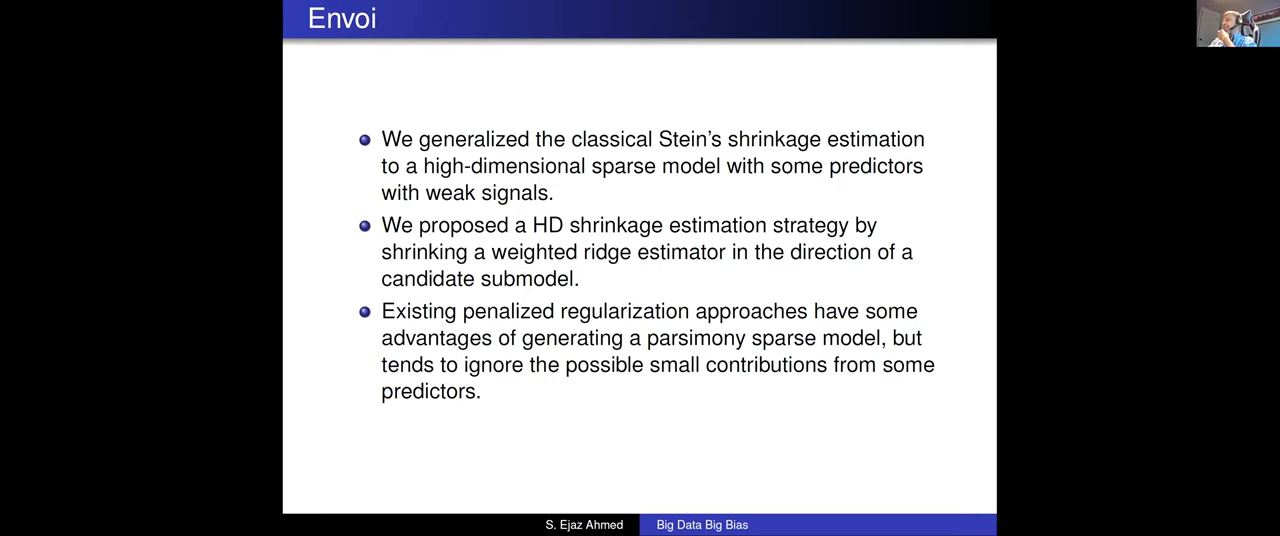 Envoi
We generalized the classical Stein's shrinkage estimation
to a high-dimensional sparse model with some predictors
with weak signals.
We proposed a HD shrinkage estimation strategy by
shrinking a weighted ridge estimator in the direction of a
candidate submodel.
Existing penalized regularization approaches have some
advantages of generating a parsimony sparse model, but
tends to ignore the possible small contributions from some
predictors.
S. Ejaz Ahmed
Big Data Big Bias